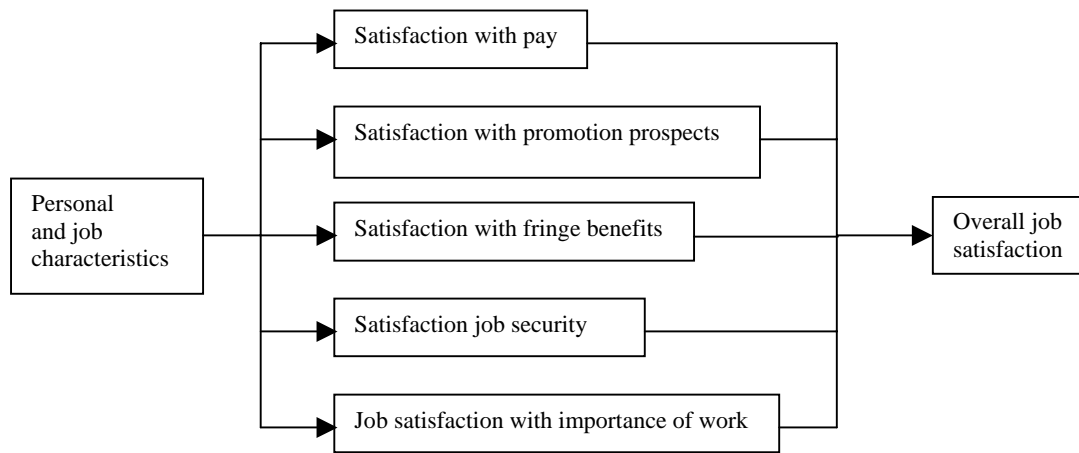 Satisfaction with pay
Satisfaction with promotion prospects
Personal
and job
characteristics
Satisfaction with fringe benefits
Overall job
satisfaction
Satisfaction job security
Job satisfaction with importance of work